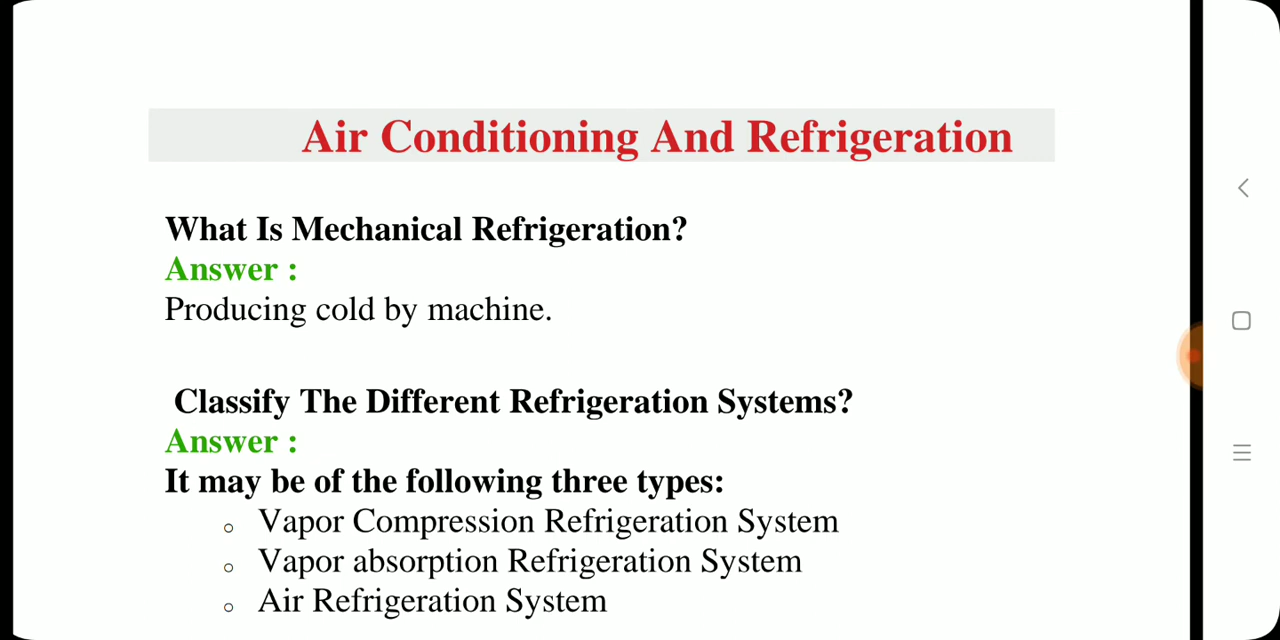 Air Conditioning And Refrigeration
What Is Mechanical Refrigeration?
Answer :
Producing cold by machine.
Classify The Different Refrigeration Systems?
Answer :
It may be of the following three types:
Vapor Compression Refrigeration System
Vapor absorption Refrigeration System
Air Refrigeration System